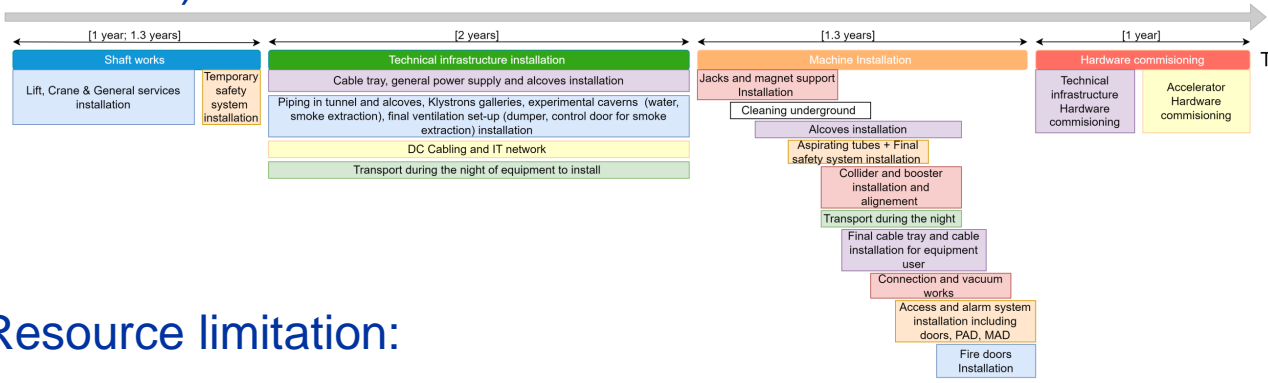 )
[1 year; 1.3 years]
[2 years]
[1.3 years]
[1 year]
Shaft works
Technical infrastructure installation
Machine Installation
Hardware commisioning
T
Lift, Crane & General services
installation
Temporary
safety
system
installation
Cable tray, general power supply and alcoves installation
Piping in tunnel and alcoves, Klystrons galleries, experimental caverns (water,
smoke extraction), final ventilation set-up (dumper, control door for smoke
extraction) installation
DC Cabling and IT network
Transport during the night of equipment to install
Jacks and magnet support
Installation
Cleaning underground
Alcoves installation
Aspirating tubes + Final
safety system installation
Collider and booster
installation and
alignement
Transport during the night
Final cable tray and cable
installation for equipment
user
Connection and vacuum
works
Access and alarm system
installation including
doors, PAD, MAD
Fire doors
Installation
Technical
infrastructure
Hardware
commisioning
Accelerator
Hardware
commisioning
Resource limitation: